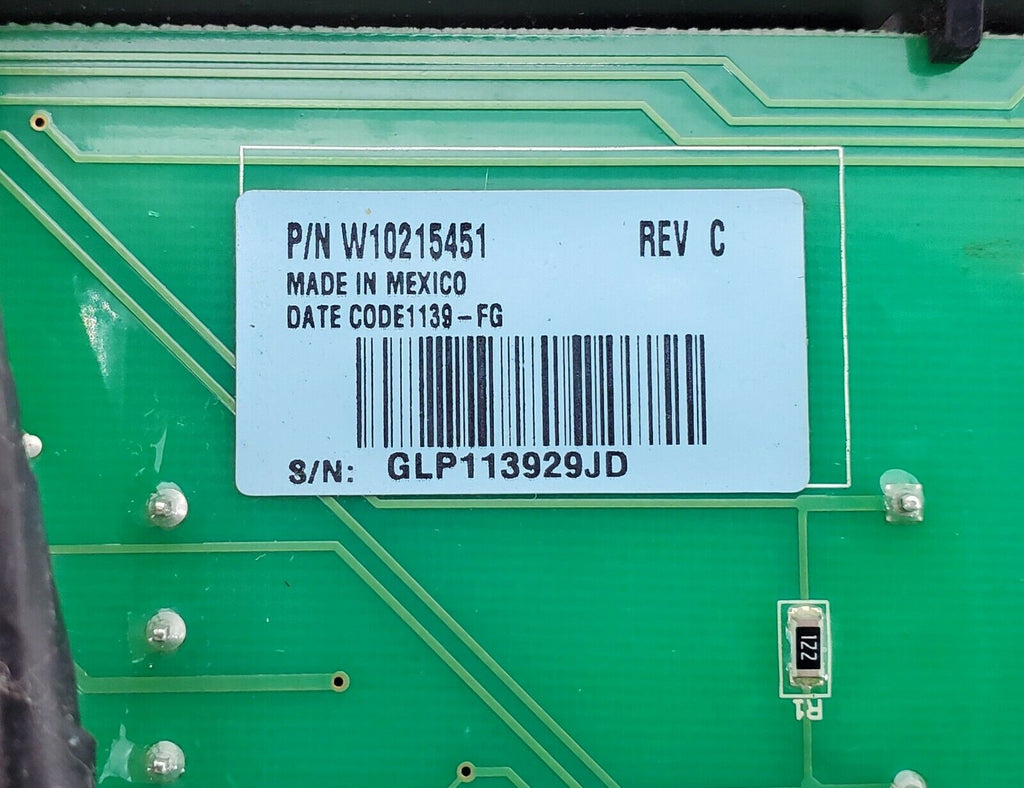 P/N W10215451 REV C
MADE IN MEXICO
DATE CODE1139-FG
S/N: GLP113929JD
122
R1